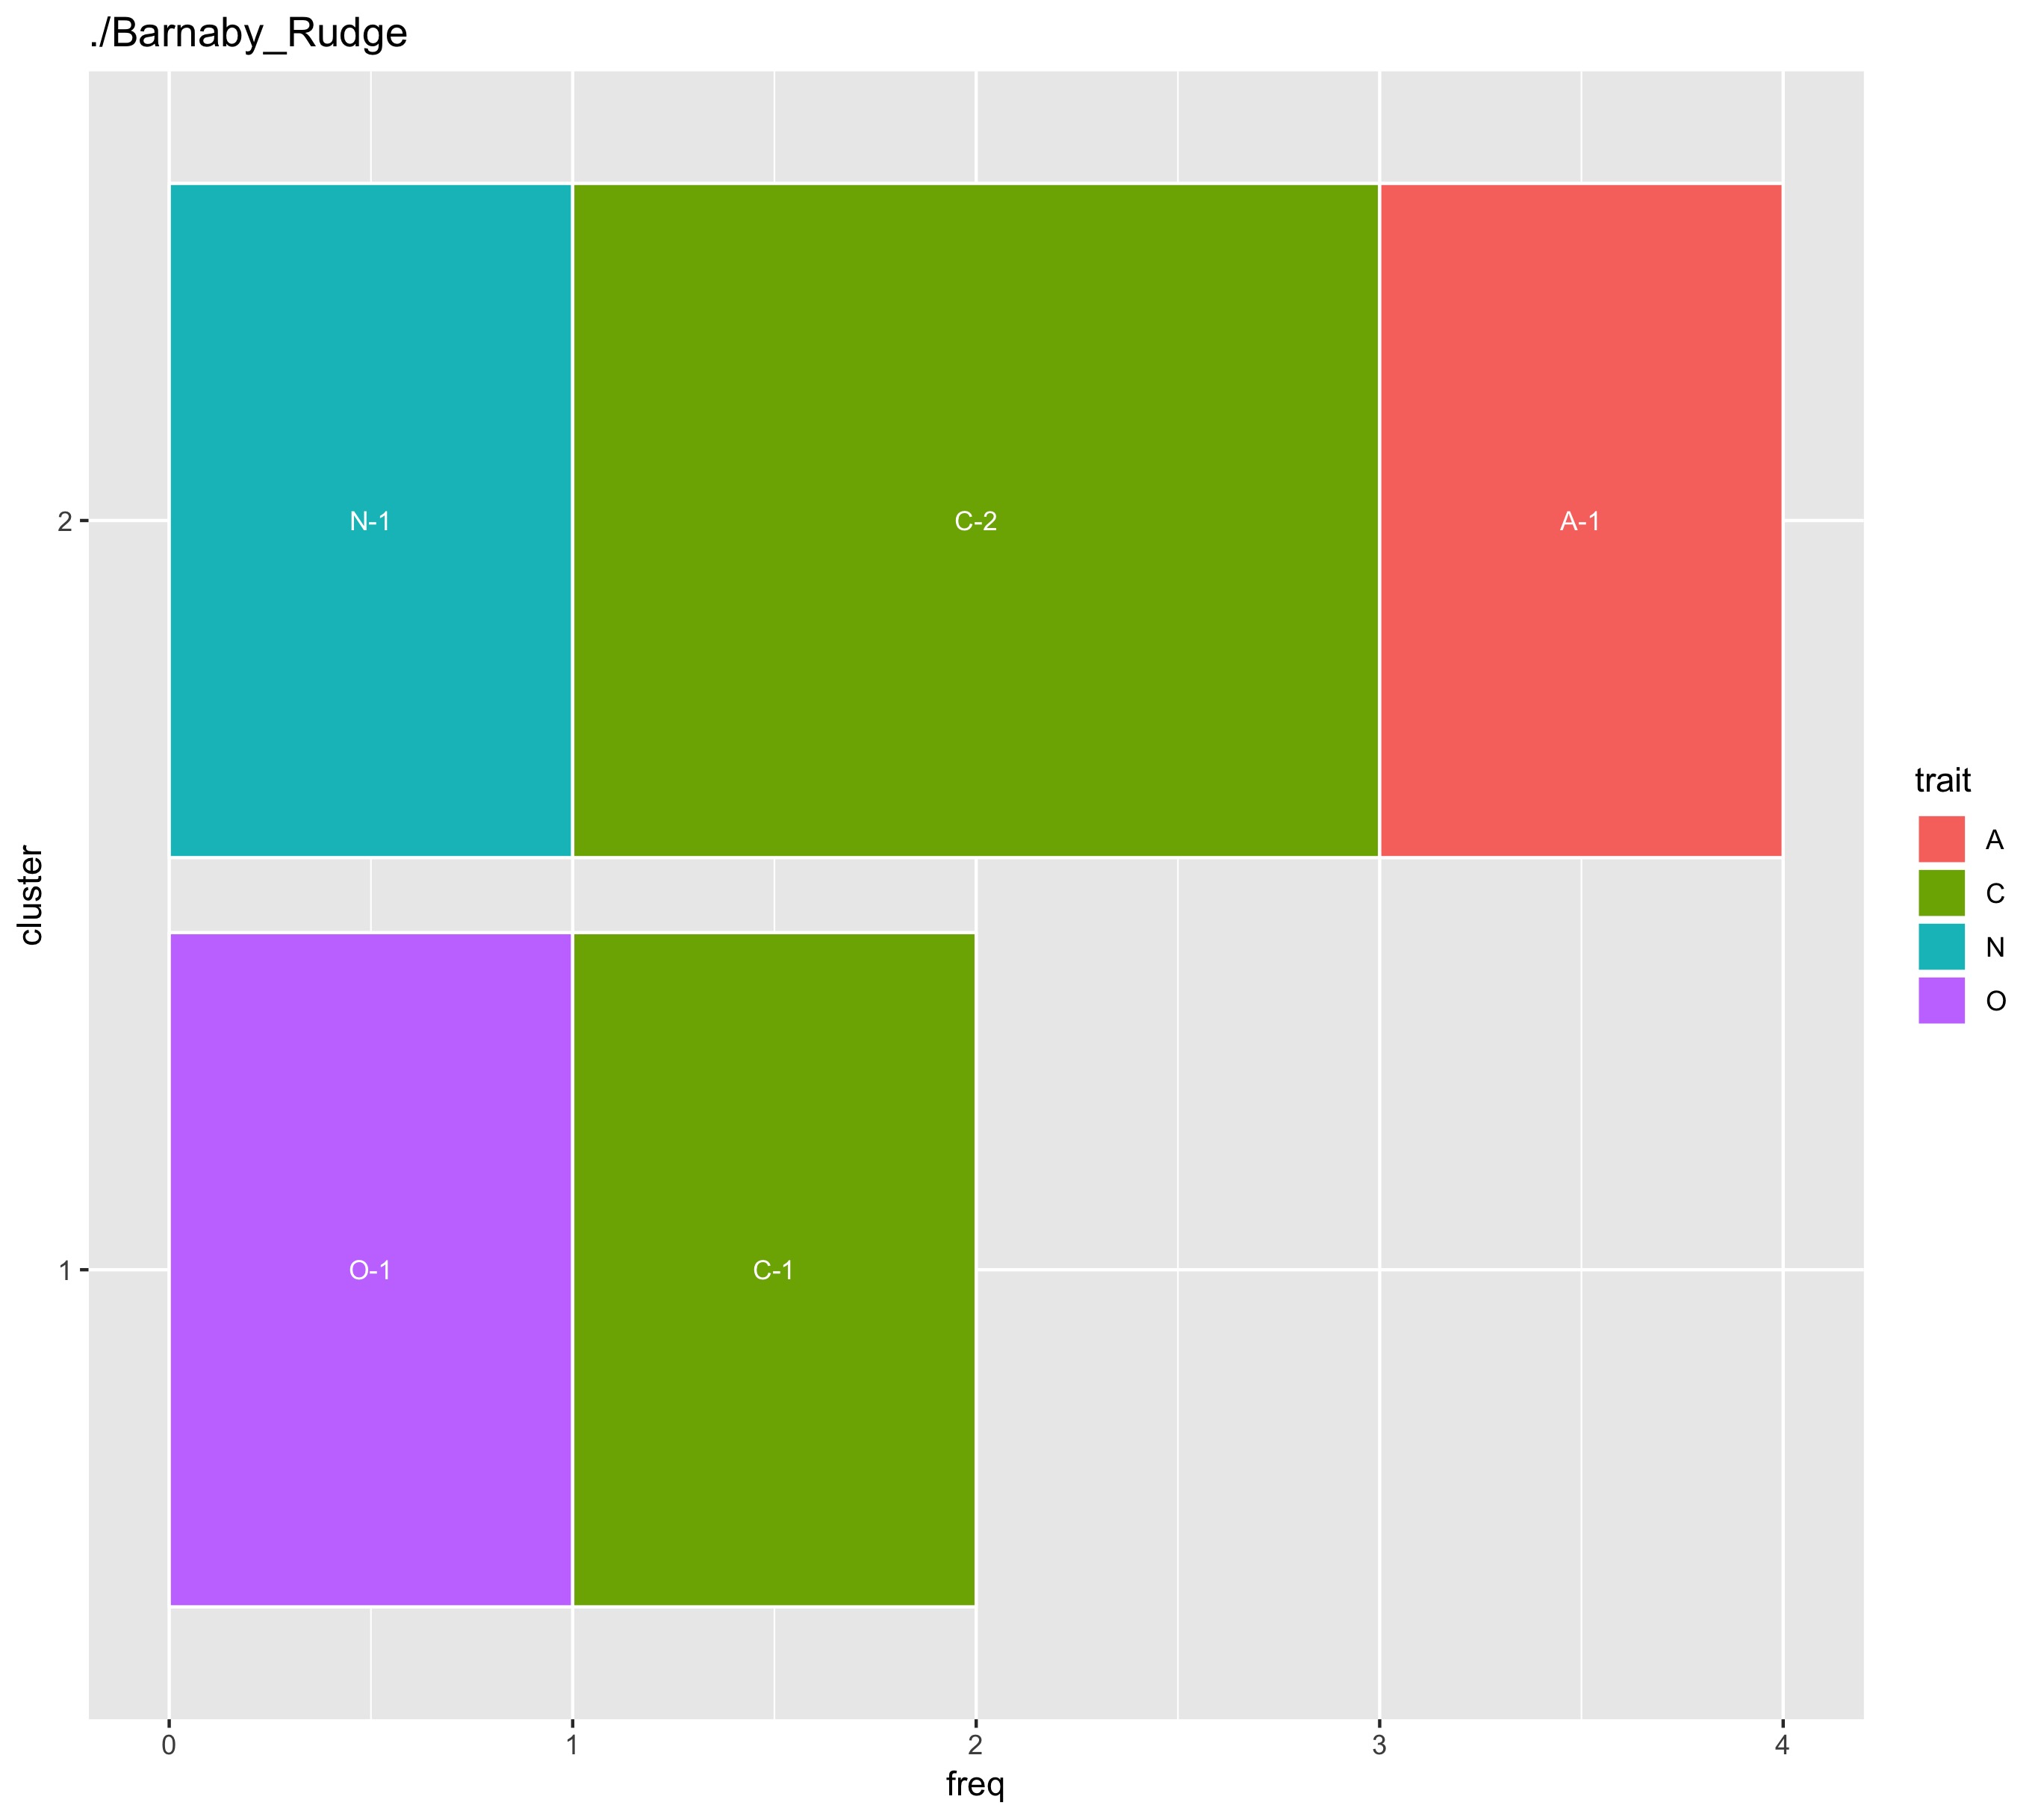 ./Barnaby_Rudge
2
N-1
C-2
A-1
cluster
1
O-1
C-1
0
1
2
3
4
freq
trait
A
C
N
O